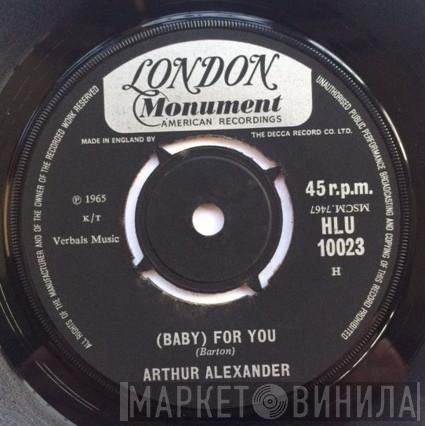 LONDON
Monument
AMERICAN RECORDINGS
MADE IN ENGLAND BY
THE DECCA RECORD CO. LTD.
ALL RIGHTS OF THE MANUFACTURER AND OF THE OWNER OF THE RECORDED WORK RESERVED
UNAUTHORISED PUBLIC PERFORMANCE BROADCASTING AND COPYING OF THIS RECORD PROHIBITED
℗ 1965
K/T
Verbals Music
45 r.p.m.
MSCM.7467
HLU
10023
H
(BABY) FOR YOU
(Barton)
ARTHUR ALEXANDER
МАРКЕТ ВИНИЛА